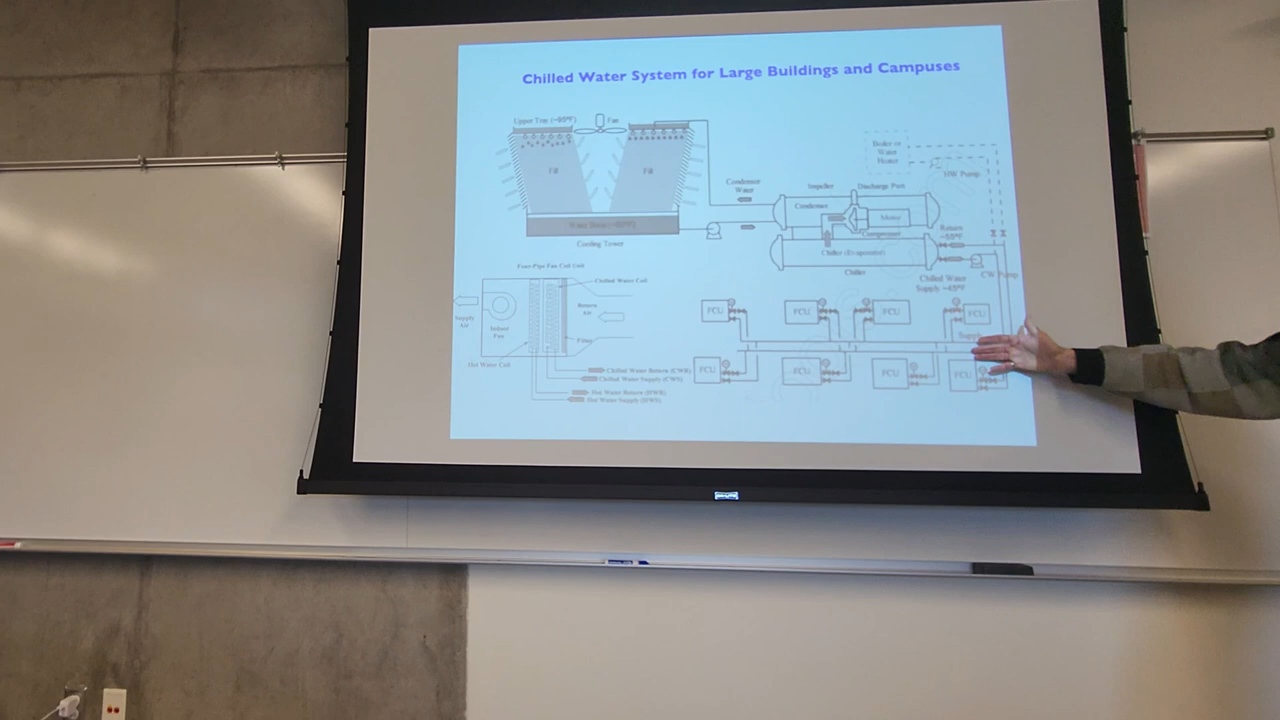 Chilled Water System for Large Buildings and Campuses
Upper Tray (~95°F)
Fan
Fill
Fill
Cooling Tower
Condenser
Water
Boiler or
Water
Heater
HW Pump
Impeller
Discharge Port
Condenser
Motor
Compressor
Chiller (Evaporator)
Chiller
Return
~55°F
Chilled Water
Supply ~45°F
CW Pump
Four-Pipe Fan Coil Unit
Chilled Water Coil
Return
Air
Supply
Air
Indoor
Fan
Filter
Hot Water Coil
Chilled Water Return (CWR)
Chilled Water Supply (CWS)
Hot Water Return (HWR)
Hot Water Supply (HWS)
FCU
FCU
FCU
FCU
Supply
FCU
FCU
FCU
FCU